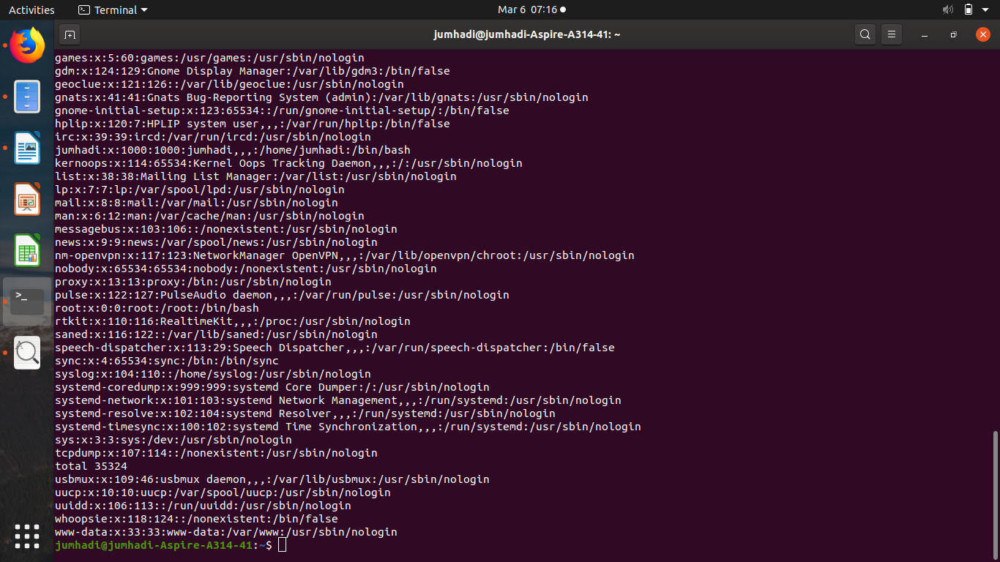 Activities Terminal Mar 6 07:16
jumhadi@jumhadi-Aspire-A314-41: ~
games:x:5:60:games:/usr/games:/usr/sbin/nologin
gdm:x:124:129:Gnome Display Manager:/var/lib/gdm3:/bin/false
geoclue:x:121:126::/var/lib/geoclue:/usr/sbin/nologin
gnats:x:41:41:Gnats Bug-Reporting System (admin):/var/lib/gnats:/usr/sbin/nologin
gnome-initial-setup:x:123:65534::/run/gnome-initial-setup/:/bin/false
hplip:x:120:7:HPLIP system user,,,:/var/run/hplip:/bin/false
irc:x:39:39:ircd:/var/run/ircd:/usr/sbin/nologin
jumhadi:x:1000:1000:jumhadi,,,:/home/jumhadi:/bin/bash
kernoops:x:114:65534:Kernel Oops Tracking Daemon,,,:/:/usr/sbin/nologin
list:x:38:38:Mailing List Manager:/var/list:/usr/sbin/nologin
lp:x:7:7:lp:/var/spool/lpd:/usr/sbin/nologin
mail:x:8:8:mail:/var/mail:/usr/sbin/nologin
man:x:6:12:man:/var/cache/man:/usr/sbin/nologin
messagebus:x:103:106::/nonexistent:/usr/sbin/nologin
news:x:9:9:news:/var/spool/news:/usr/sbin/nologin
nm-openvpn:x:117:123:NetworkManager OpenVPN,,,:/var/lib/openvpn/chroot:/usr/sbin/nologin
nobody:x:65534:65534:nobody:/nonexistent:/usr/sbin/nologin
proxy:x:13:13:proxy:/bin:/usr/sbin/nologin
pulse:x:122:127:PulseAudio daemon,,,:/var/run/pulse:/usr/sbin/nologin
root:x:0:0:root:/root:/bin/bash
rtkit:x:110:116:RealtimeKit,,,:/proc:/usr/sbin/nologin
saned:x:116:122::/var/lib/saned:/usr/sbin/nologin
speech-dispatcher:x:113:29:Speech Dispatcher,,,:/var/run/speech-dispatcher:/bin/false
sync:x:4:65534:sync:/bin:/bin/sync
syslog:x:104:110::/home/syslog:/usr/sbin/nologin
systemd-coredump:x:999:999:systemd Core Dumper:/:/usr/sbin/nologin
systemd-network:x:101:103:systemd Network Management,,,:/run/systemd:/usr/sbin/nologin
systemd-resolve:x:102:104:systemd Resolver,,,:/run/systemd:/usr/sbin/nologin
systemd-timesync:x:100:102:systemd Time Synchronization,,,:/run/systemd:/usr/sbin/nologin
sys:x:3:3:sys:/dev:/usr/sbin/nologin
tcpdump:x:107:114::/nonexistent:/usr/sbin/nologin
total 35324
usbmux:x:109:46:usbmux daemon,,,:/var/lib/usbmux:/usr/sbin/nologin
uucp:x:10:10:uucp:/var/spool/uucp:/usr/sbin/nologin
uuidd:x:106:113::/run/uuidd:/usr/sbin/nologin
whoopsie:x:118:124::/nonexistent:/bin/false
www-data:x:33:33:www-data:/var/www:/usr/sbin/nologin
jumhadi@jumhadi-Aspire-A314-41:~$